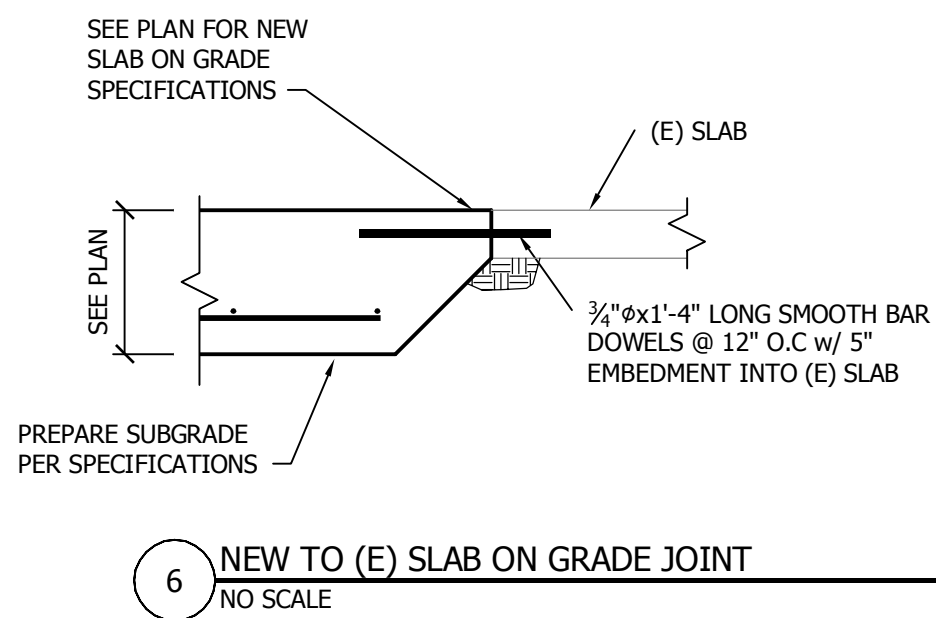 SEE PLAN FOR NEW
SLAB ON GRADE
SPECIFICATIONS
(E) SLAB
SEE PLAN
¾"⌀x1'-4" LONG SMOOTH BAR
DOWELS @ 12" O.C w/ 5"
EMBEDMENT INTO (E) SLAB
PREPARE SUBGRADE
PER SPECIFICATIONS
6
NEW TO (E) SLAB ON GRADE JOINT
NO SCALE